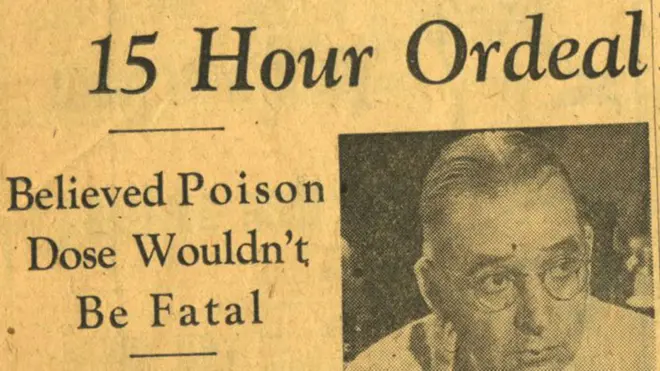 15 Hour Ordeal
Believed Poison
Dose Wouldn't
Be Fatal